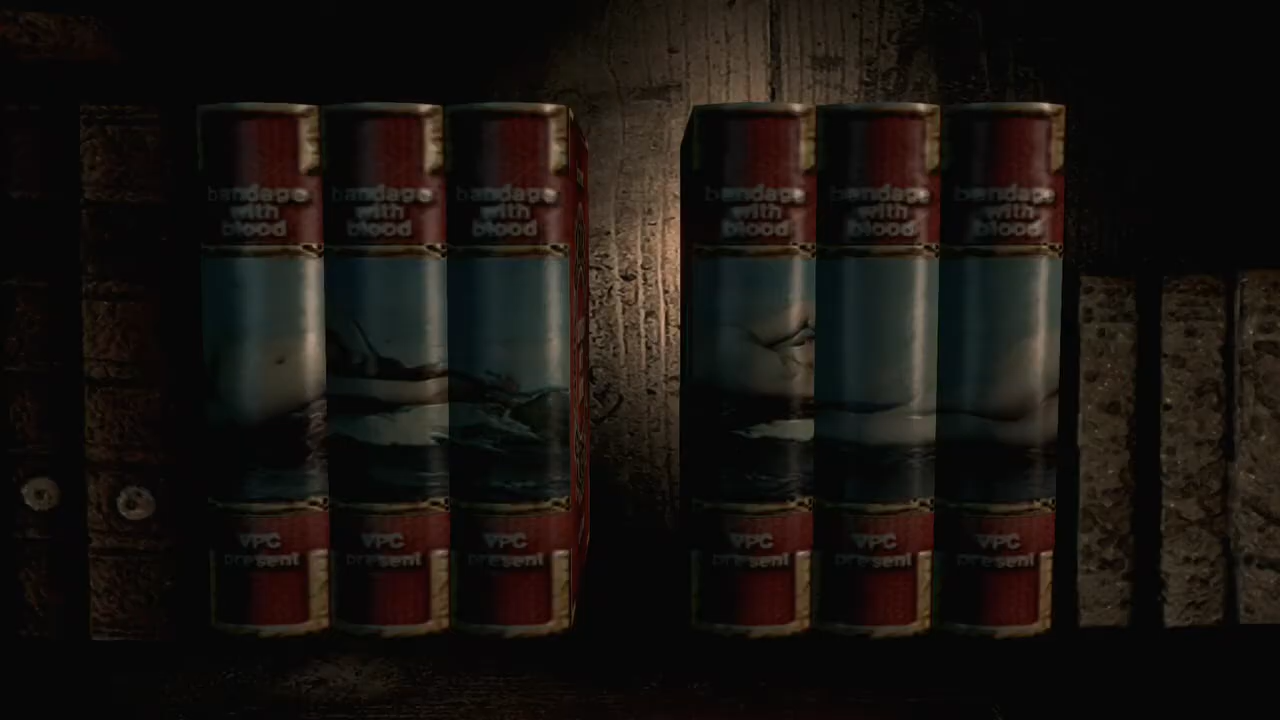 bandage
with
blood
bandage
with
blood
bandage
with
blood
bandage
with
blood
bandage
with
blood
bandage
with
blood
VPC
present
VPC
present
VPC
present
VPC
present
VPC
present
VPC
present